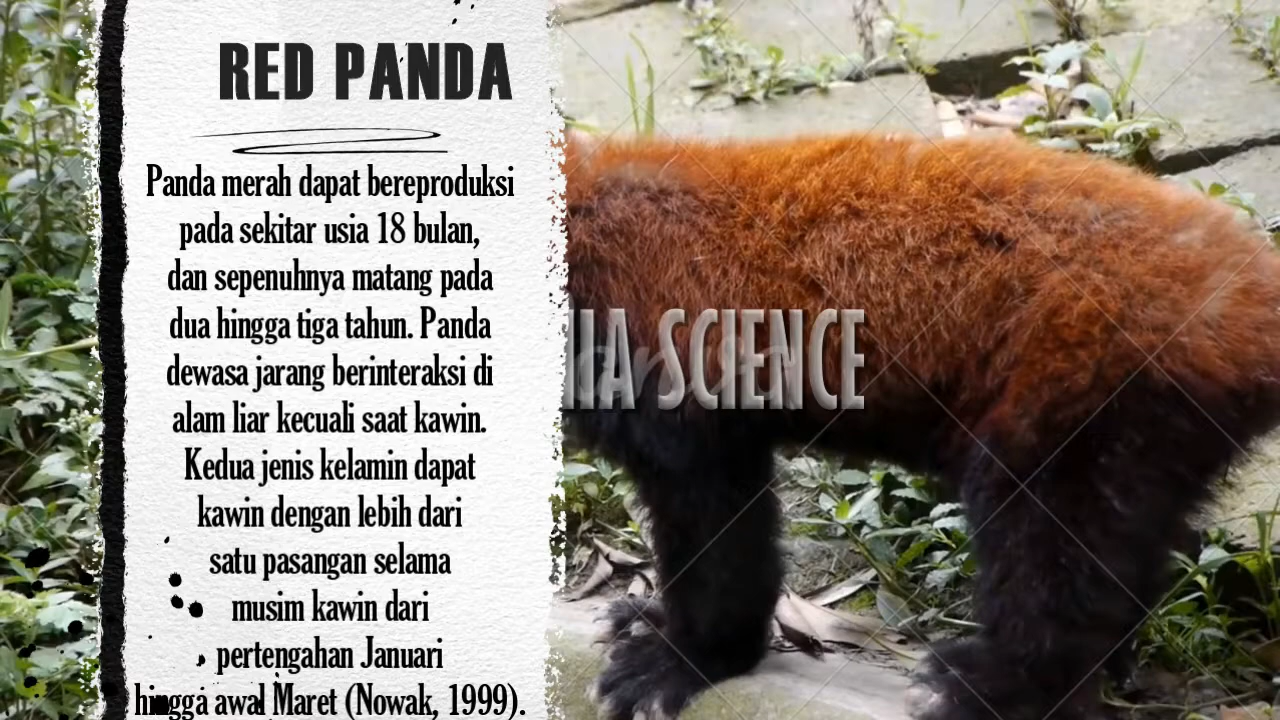 RED PANDA
Panda merah dapat bereproduksi
pada sekitar usia 18 bulan,
dan sepenuhnya matang pada
dua hingga tiga tahun. Panda
dewasa jarang berinteraksi di
alam liar kecuali saat kawin.
Kedua jenis kelamin dapat
kawin dengan lebih dari
satu pasangan selama
musim kawin dari
pertengahan Januari
hingga awal Maret (Nowak, 1999).
SCIENCE